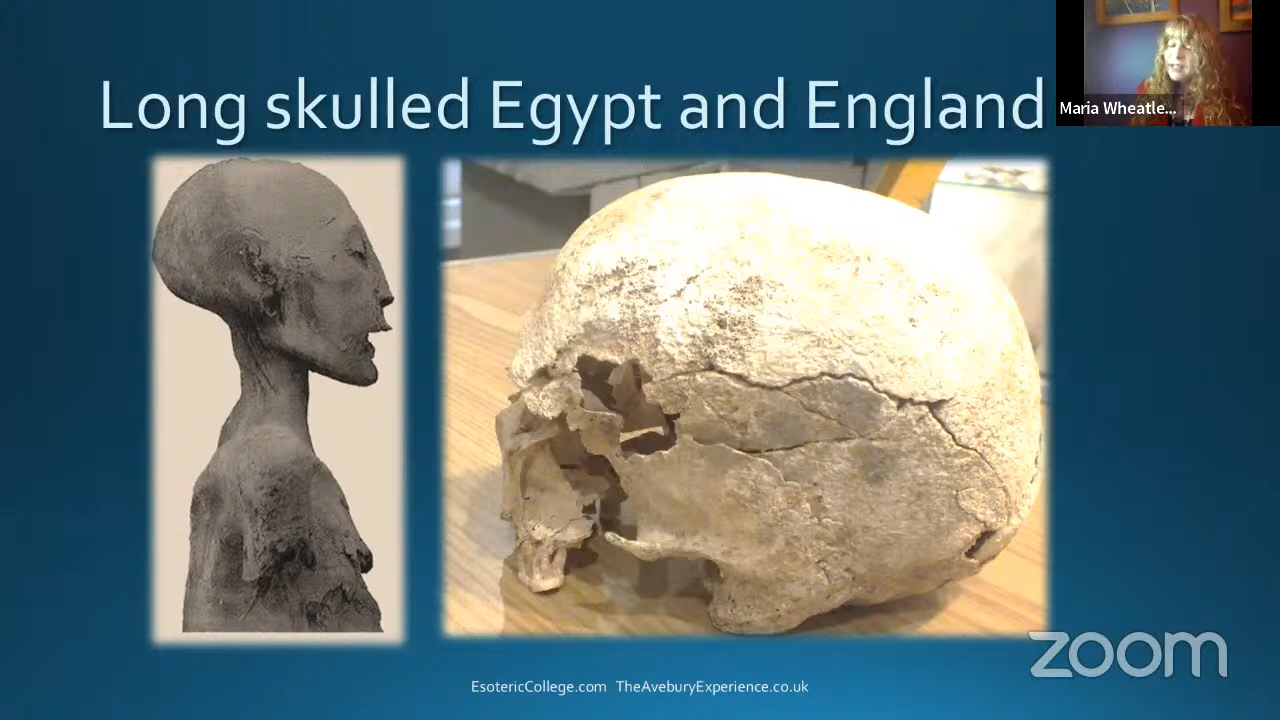 Long skulled Egypt and England
Maria Wheatle...
EsotericCollege.com TheAveburyExperience.co.uk
zoom